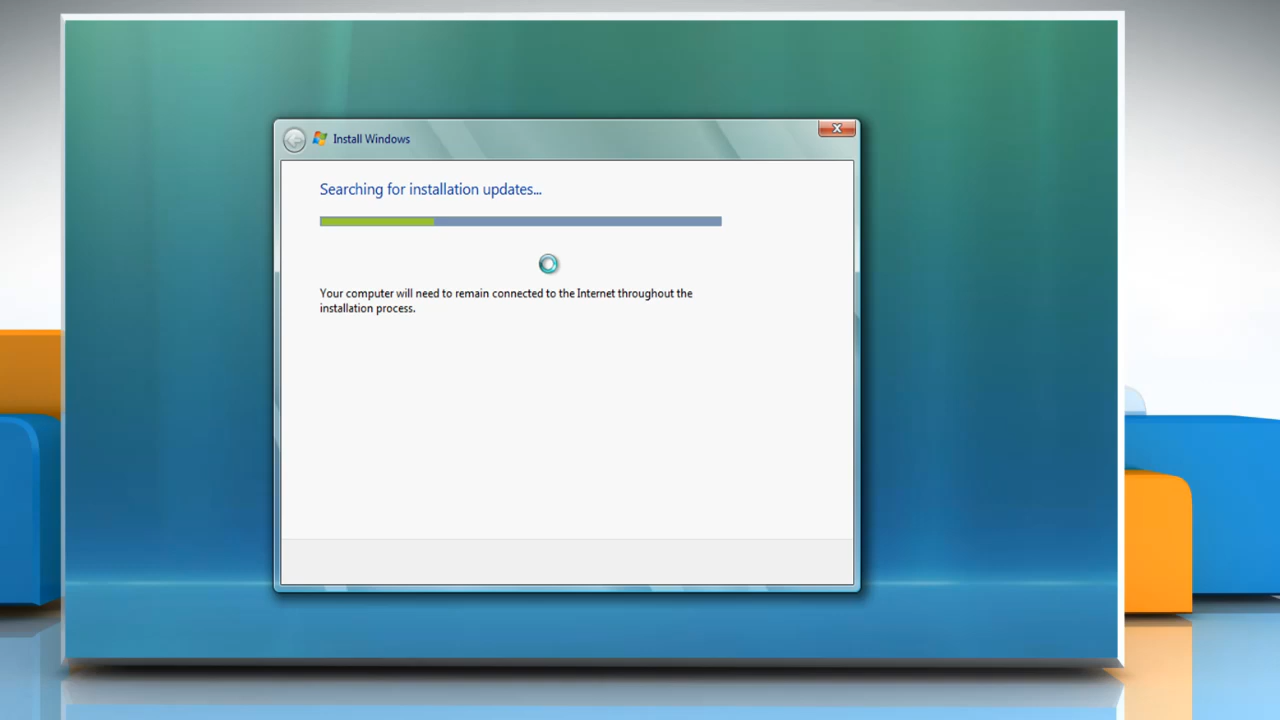 Install Windows
Searching for installation updates...
Your computer will need to remain connected to the Internet throughout the
installation process.